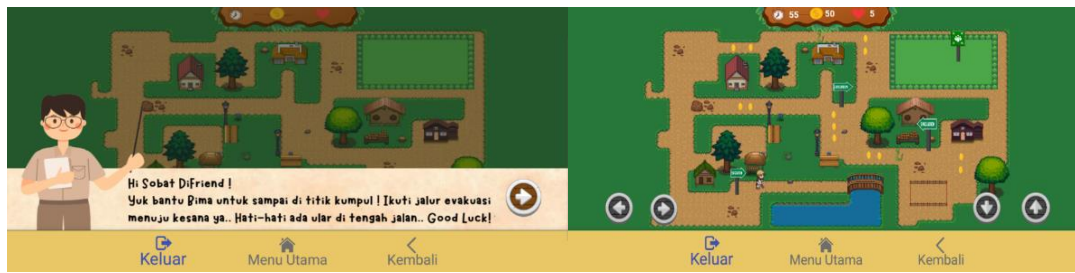 Hi Sobat DiFriend !
Yuk bantu Bima untuk sampai di titik kumpul ! Ikuti jalur evakuasi
menuju kesana ya.. Hati-hati ada ular di tengah jalan.. Good Luck!
Keluar Menu Utama Kembali
55 50 5
Keluar Menu Utama Kembali